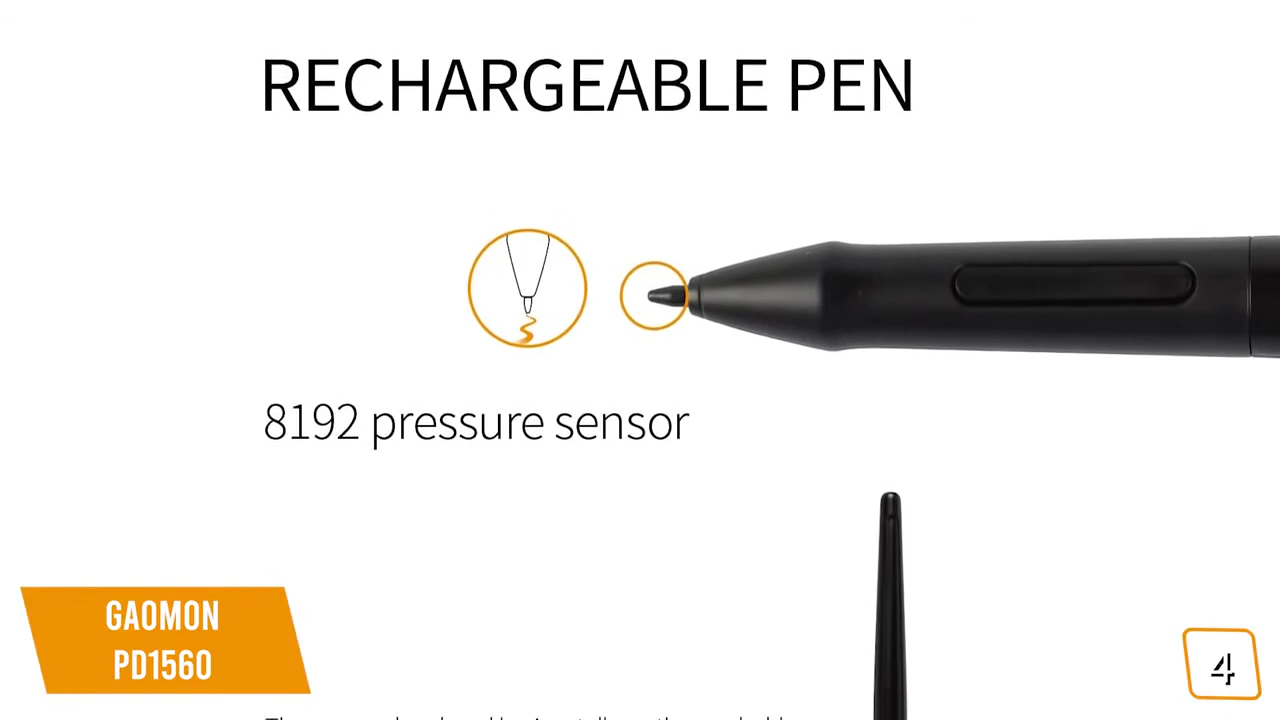 RECHARGEABLE PEN
8192 pressure sensor
GAOMON
PD1560
4